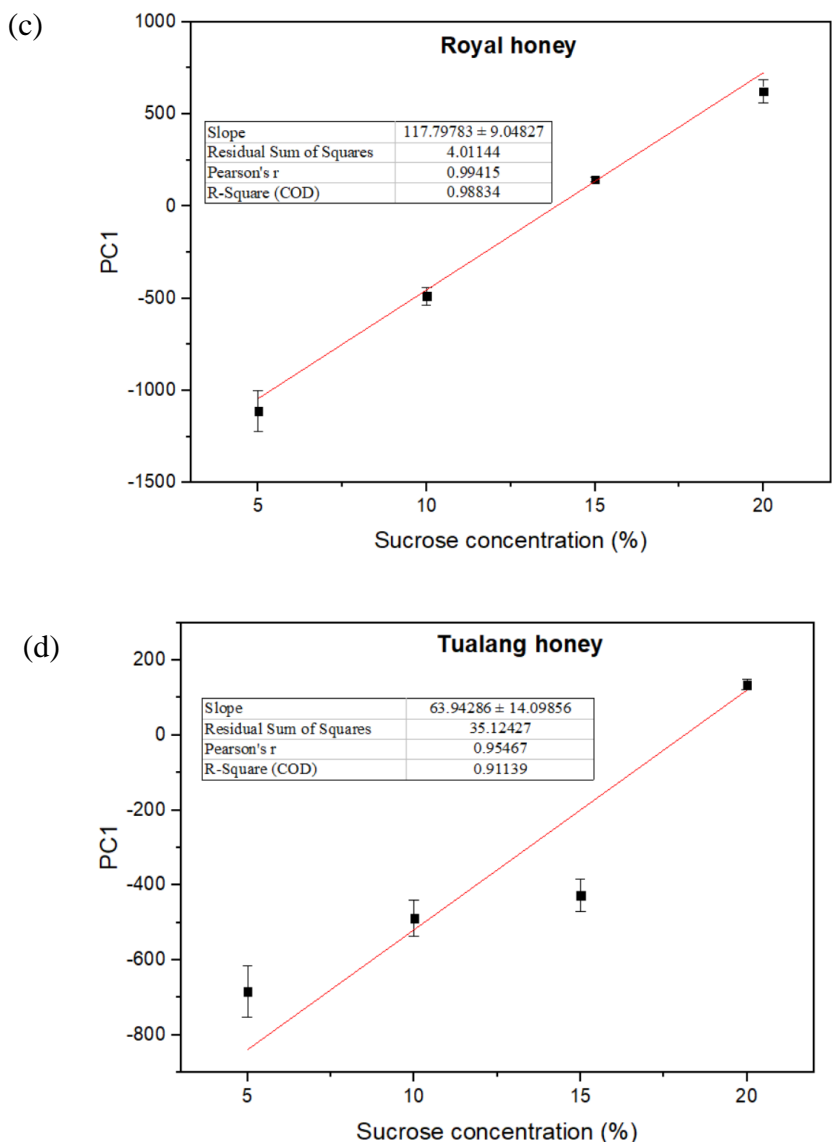 (c)
Royal honey
Slope 117.79783 ± 9.04827
Residual Sum of Squares 4.01144
Pearson's r 0.99415
R-Square (COD) 0.98834
1000
500
0
-500
-1000
-1500
PC1
5 10 15 20
Sucrose concentration (%)
(d)
Tualang honey
Slope 63.94286 ± 14.09856
Residual Sum of Squares 35.12427
Pearson's r 0.95467
R-Square (COD) 0.91139
200
0
-200
-400
-600
-800
PC1
5 10 15 20
Sucrose concentration (%)